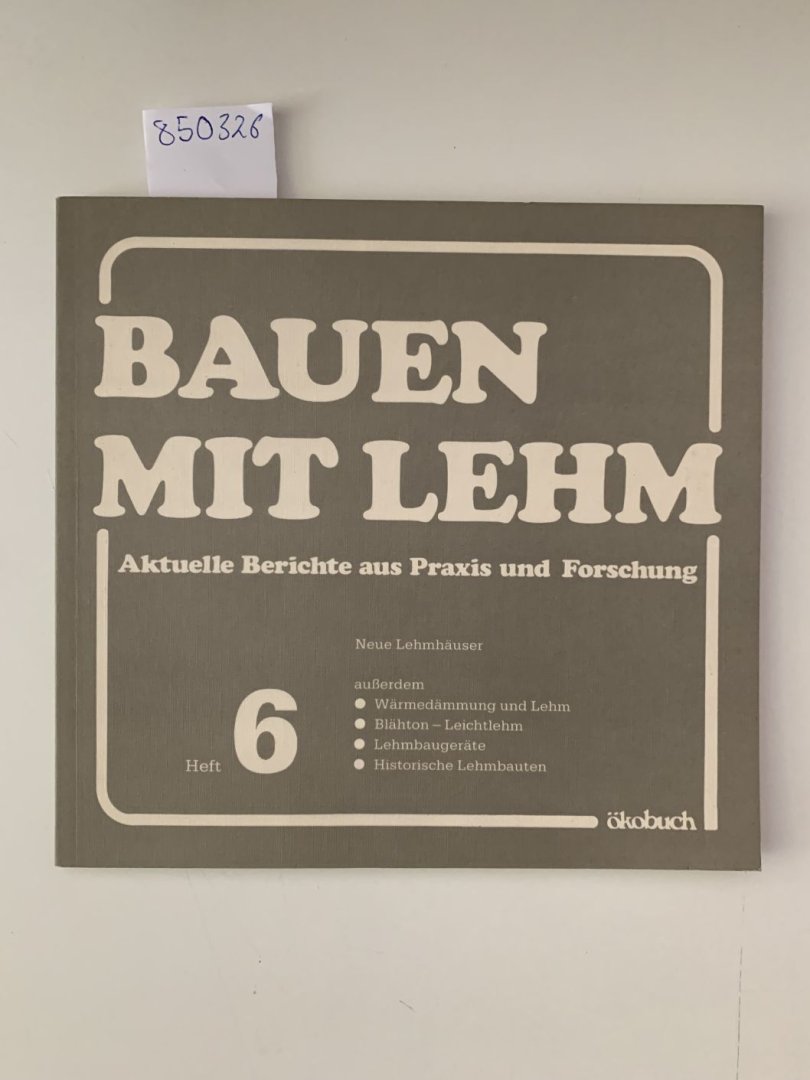 850326
BAUEN
MIT LEHM
Aktuelle Berichte aus Praxis und Forschung
Neue Lehmhäuser
außerdem
● Wärmedämmung und Lehm
● Blähton – Leichtlehm
● Lehmbaugeräte
● Historische Lehmbauten
Heft 6
ökobuch